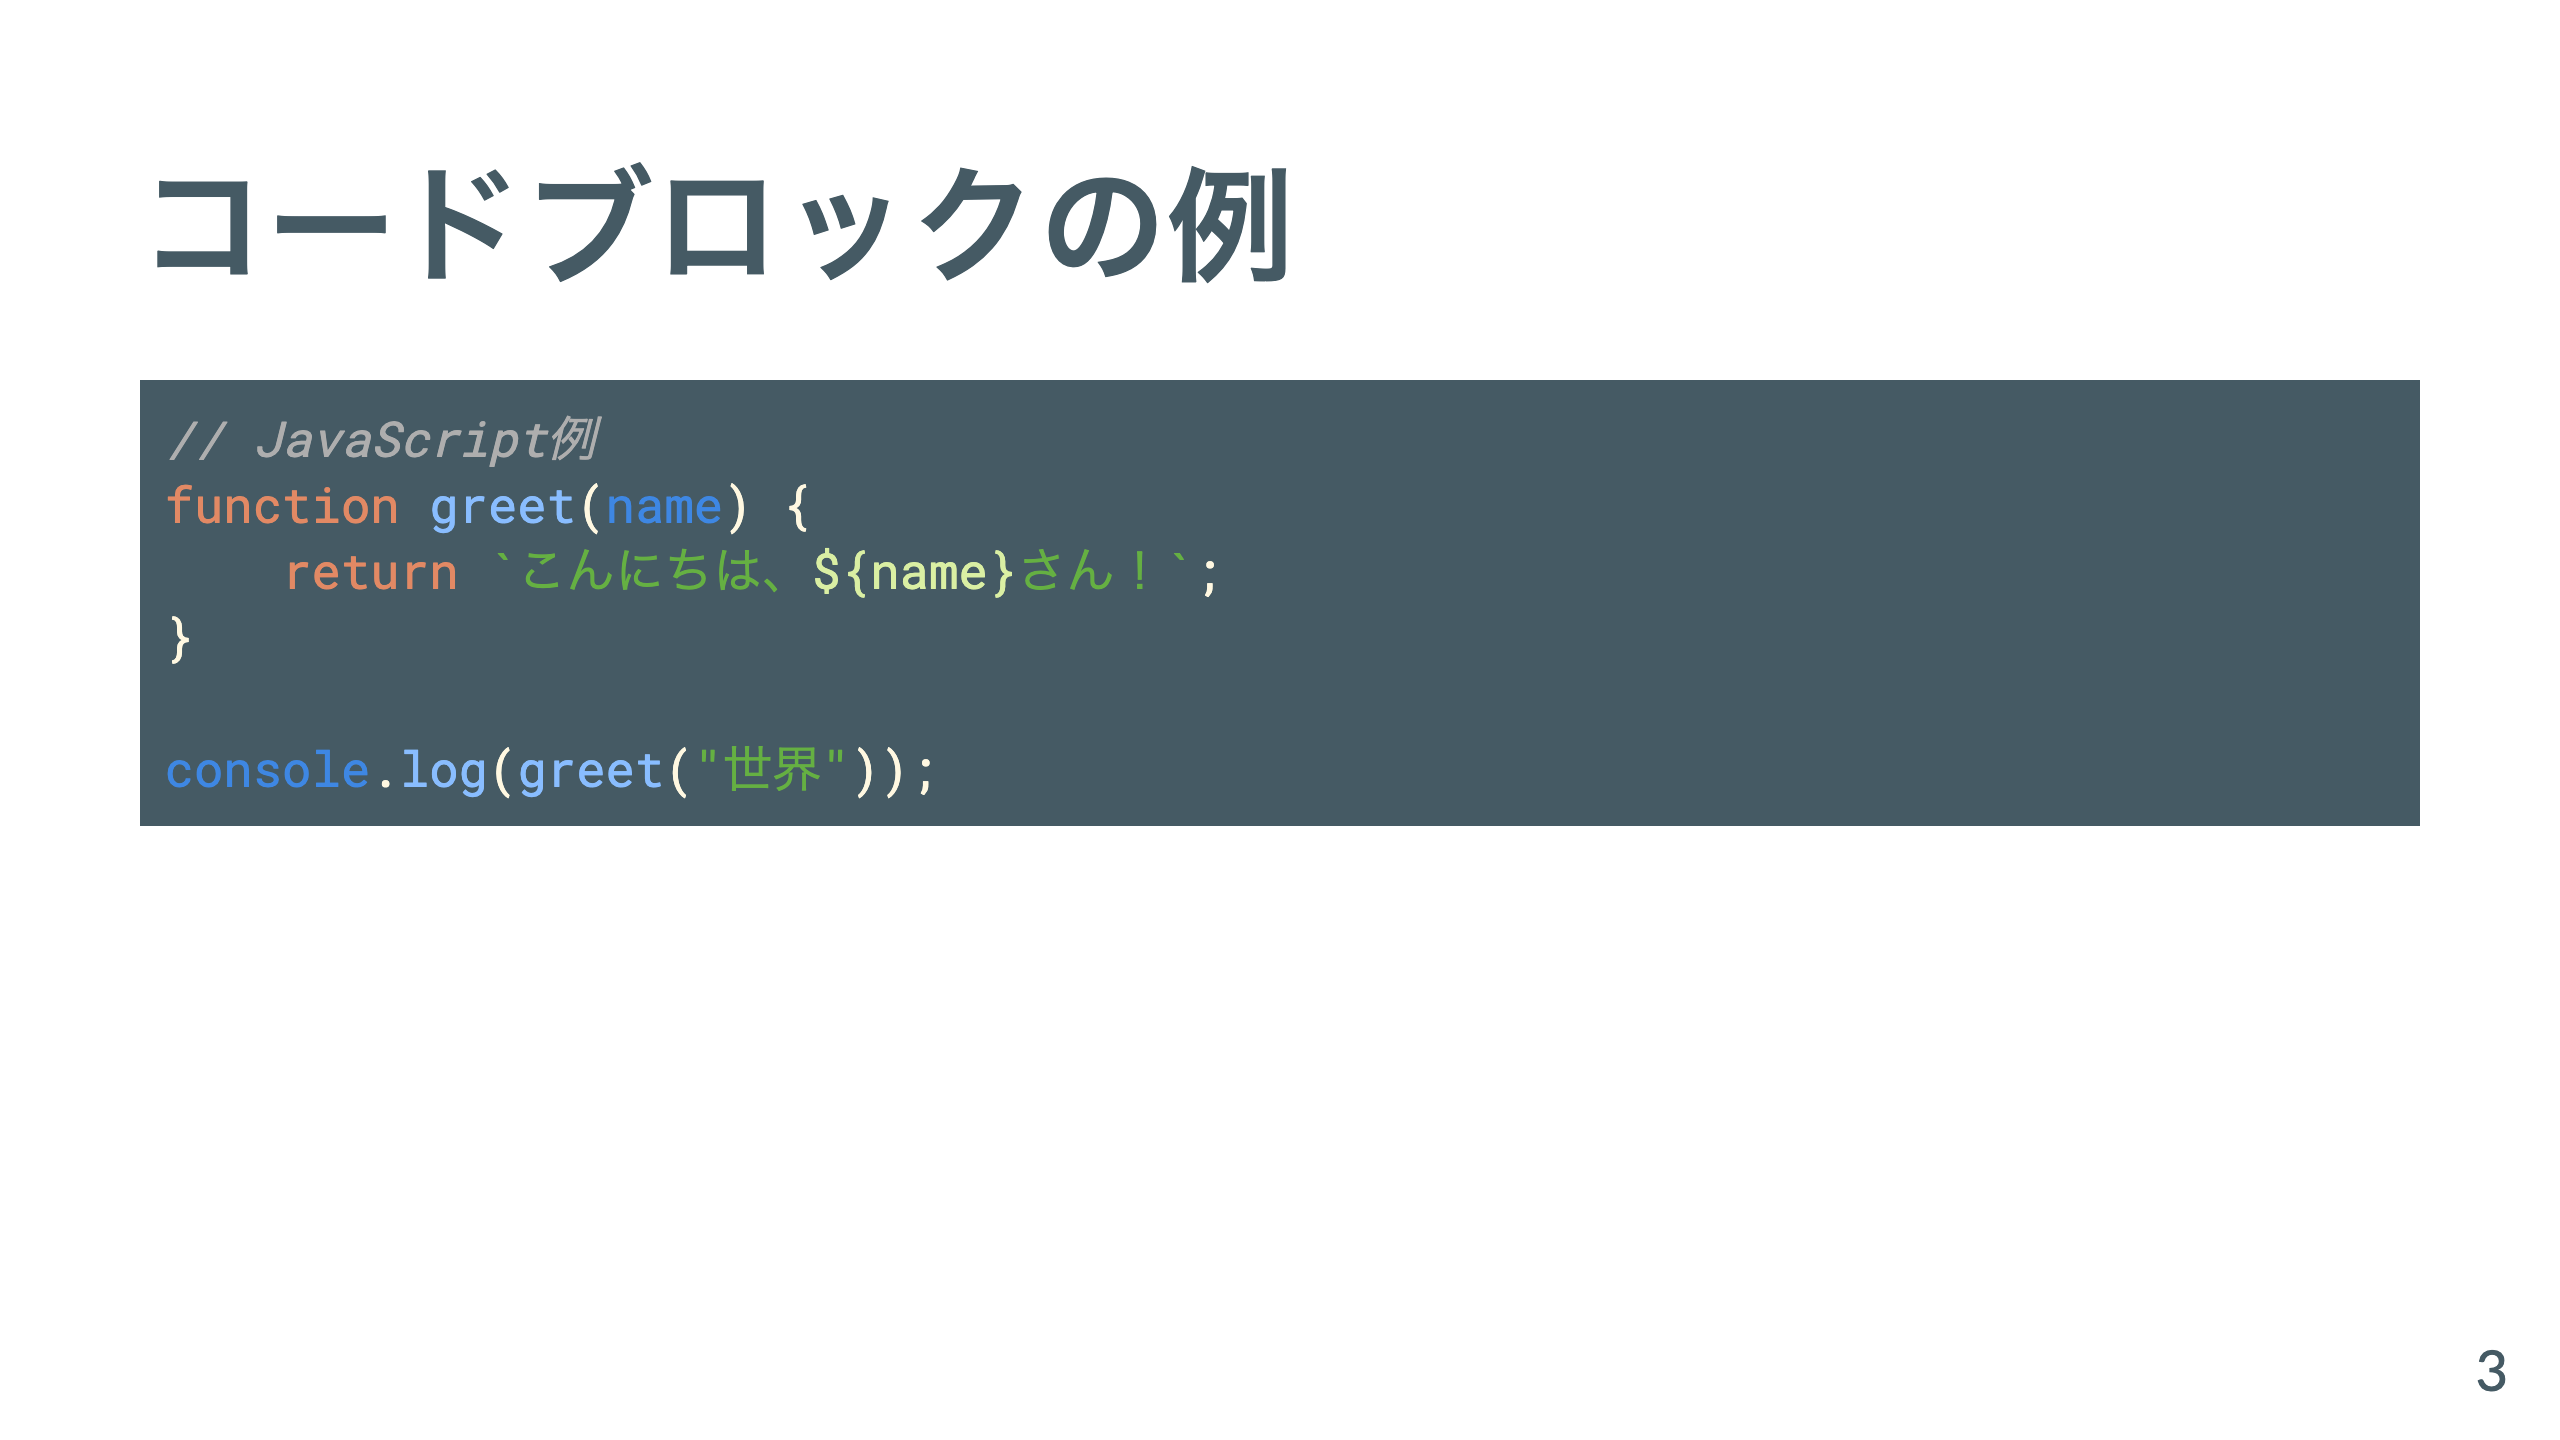 コードブロックの例
// JavaScript例
function greet(name) {
    return `こんにちは、${name}さん！`;
}

console.log(greet("世界"));
3